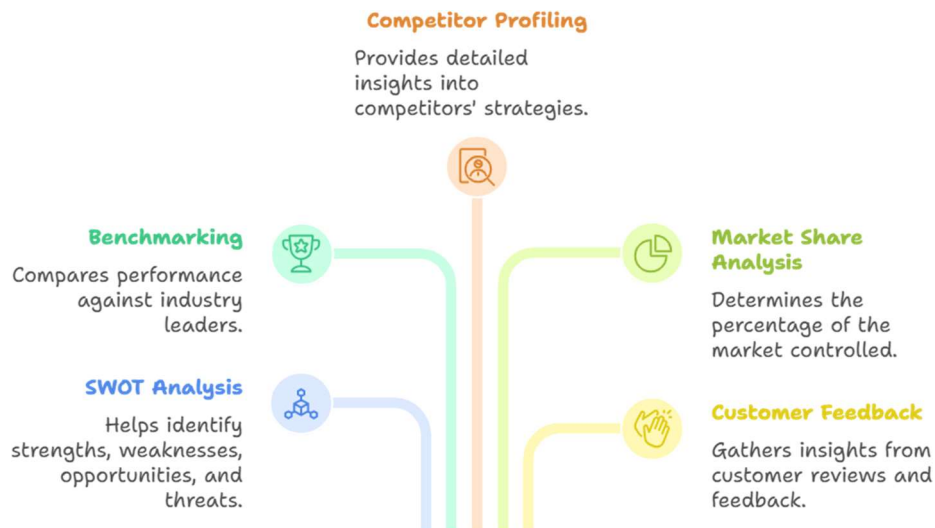 Competitor Profiling
Provides detailed
insights into
competitors' strategies.
Benchmarking
Compares performance
against industry
leaders.
Market Share
Analysis
Determines the
percentage of the
market controlled.
SWOT Analysis
Helps identify
strengths, weaknesses,
opportunities, and
threats.
Customer Feedback
Gathers insights from
customer reviews and
feedback.